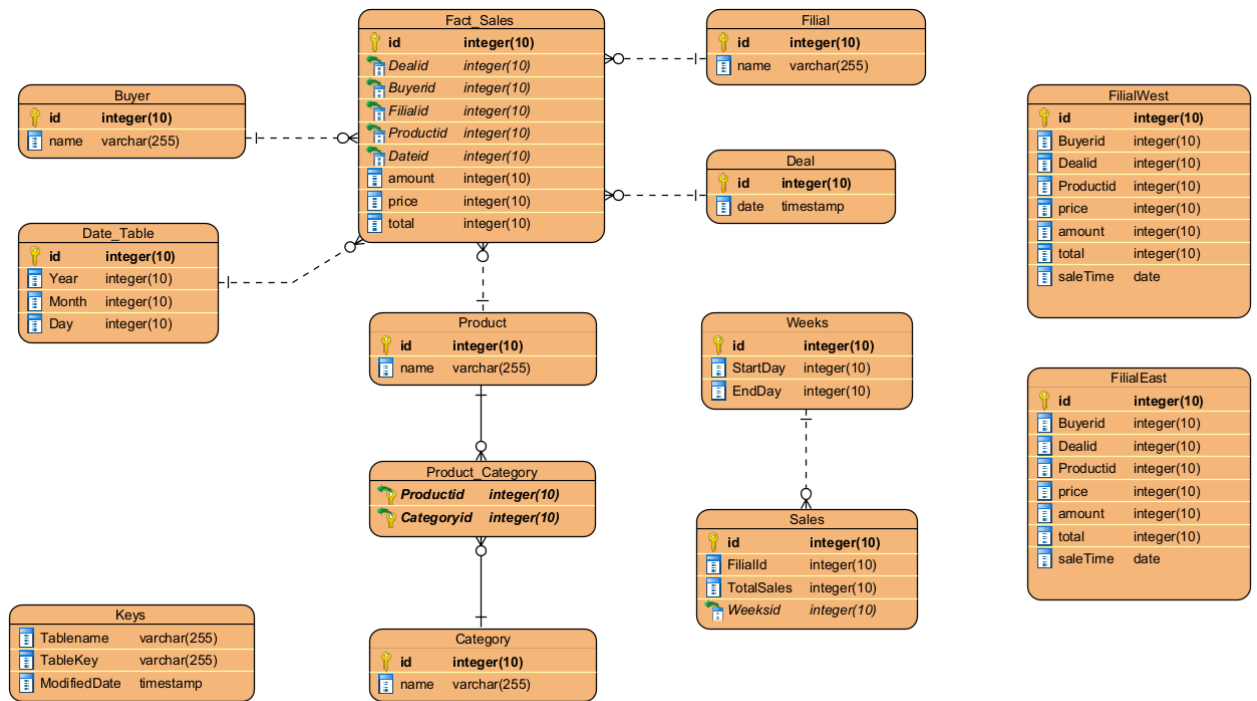 Fact_Sales
id integer(10)
Dealid integer(10)
Buyerid integer(10)
Filialid integer(10)
Productid integer(10)
Dateid integer(10)
amount integer(10)
price integer(10)
total integer(10)
Filial
id integer(10)
name varchar(255)
Buyer
id integer(10)
name varchar(255)
FilialWest
id integer(10)
Buyerid integer(10)
Dealid integer(10)
Productid integer(10)
price integer(10)
amount integer(10)
total integer(10)
saleTime date
Deal
id integer(10)
date timestamp
Date_Table
id integer(10)
Year integer(10)
Month integer(10)
Day integer(10)
Product
id integer(10)
name varchar(255)
Weeks
id integer(10)
StartDay integer(10)
EndDay integer(10)
FilialEast
id integer(10)
Buyerid integer(10)
Dealid integer(10)
Productid integer(10)
price integer(10)
amount integer(10)
total integer(10)
saleTime date
Product_Category
Productid integer(10)
Categoryid integer(10)
Sales
id integer(10)
FilialId integer(10)
TotalSales integer(10)
Weeksid integer(10)
Keys
Tablename varchar(255)
TableKey varchar(255)
ModifiedDate timestamp
Category
id integer(10)
name varchar(255)